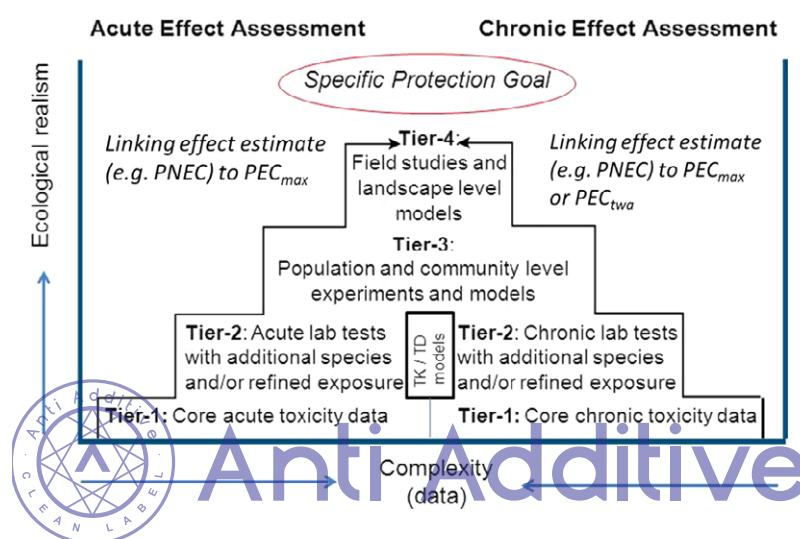 Acute Effect Assessment
Chronic Effect Assessment
Specific Protection Goal
Ecological realism
Linking effect estimate
(e.g. PNEC) to PECmax
Linking effect estimate
(e.g. PNEC) to PECmax
or PECtwa
Tier-4:
Field studies and
landscape level
models
Tier-3:
Population and community level
experiments and models
Tier-2: Acute lab tests
with additional species
and/or refined exposure
TK / TD
models
Tier-2: Chronic lab tests
with additional species
and/or refined exposure
Tier-1: Core acute toxicity data
Tier-1: Core chronic toxicity data
Complexity
(data)
Anti Additive
CLEAN LABEL
Anti Additive